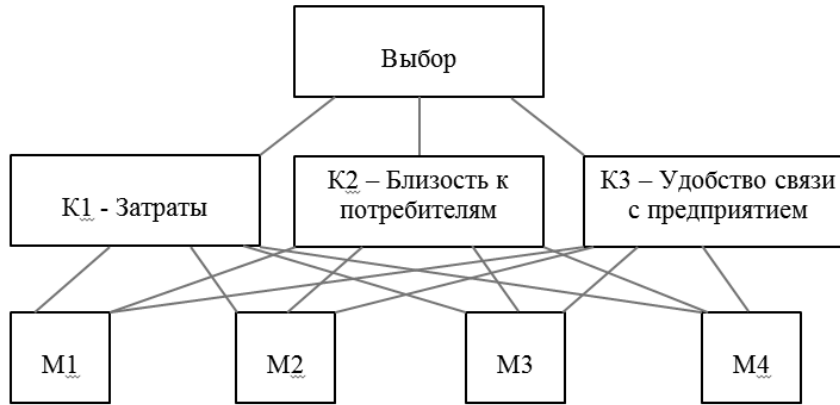 Выбор
К1 - Затраты
К2 – Близость к
потребителям
К3 – Удобство связи
с предприятием
М1
М2
М3
М4